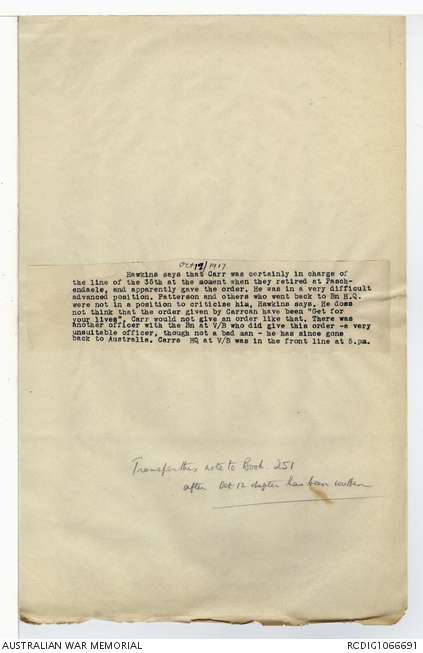 Oct 12/1917
Hawkins says that Carr was certainly in charge of
the line of the 35th at the moment when they retired at Pasch-
endaele, and apparently gave the order. He was in a very difficult
advanced position. Patterson and others who went back to Bn H.Q.
were not in a position to criticise him, Hawkins says. He does
not think that the order given by Carrcan have been "Get for
your lives". Carr would not give an order like that. There was
another officer with the Bn at V/B who did give this order -a very
unsuitable officer, though not a bad man - he has since gone
back to Australia. Carrs HQ at V/B was in the front line at 5.pm.
Transfer this note to Book 251
after Oct 12 chapter has been written
AUSTRALIAN WAR MEMORIAL
RCDIG1066691